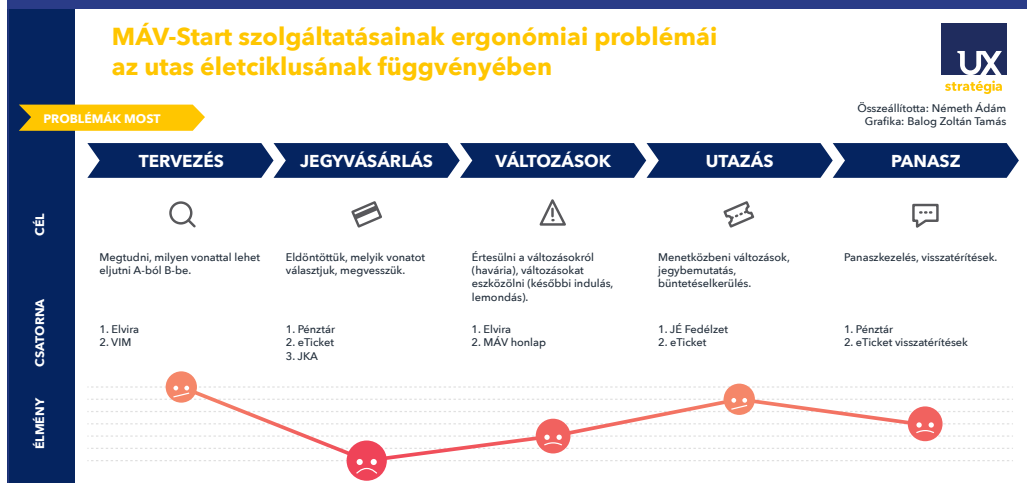 MÁV-Start szolgáltatásainak ergonómiai problémái
az utas életciklusának függvényében
UX
stratégia
Összeállította: Németh Ádám
Grafika: Balog Zoltán Tamás
PROBLÉMÁK MOST
TERVEZÉS
JEGYVÁSÁRLÁS
VÁLTOZÁSOK
UTAZÁS
PANASZ
CÉL
Megtudni, milyen vonattal lehet
eljutni A-ból B-be.
Eldöntöttük, melyik vonatot
választjuk, megvesszük.
Értesülni a változásokról
(havária), változásokat
eszközölni (későbbi indulás,
lemondás).
Menetközbeni változások,
jegybemutatás,
büntetéselkerülés.
Panaszkezelés, visszatérítések.
CSATORNA
1. Elvira
2. VIM
1. Pénztár
2. eTicket
3. JKA
1. Elvira
2. MÁV honlap
1. JÉ Fedélzet
2. eTicket
1. Pénztár
2. eTicket visszatérítések
ÉLMENY